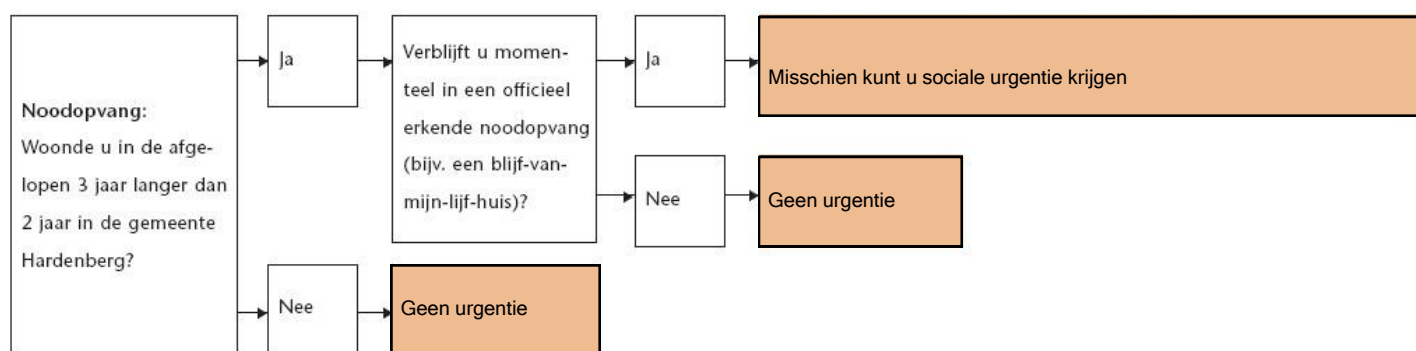 Noodopvang:
Woonde u in de afge-
lopen 3 jaar langer dan
2 jaar in de gemeente
Hardenberg?
Ja
Verblijft u momen-
teel in een officieel
erkende noodopvang
(bijv. een blijf-van-
mijn-lijf-huis)?
Ja
Misschien kunt u sociale urgentie krijgen
Nee
Geen urgentie
Nee
Geen urgentie